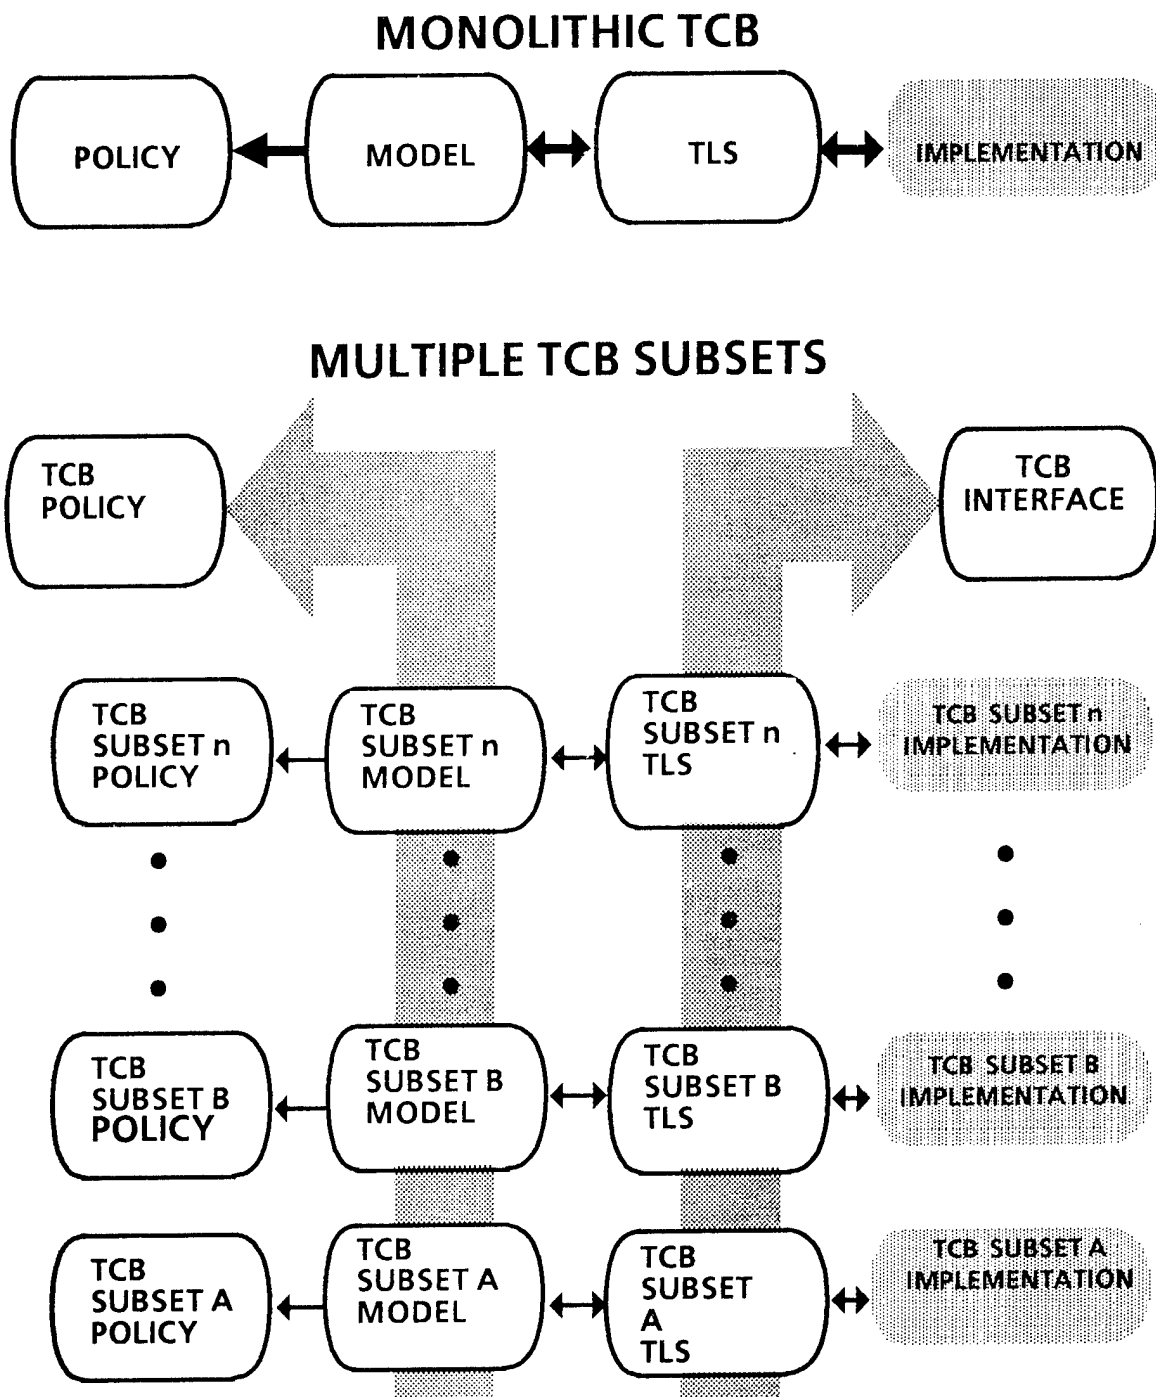 MONOLITHIC TCB
POLICY
MODEL
TLS
IMPLEMENTATION
MULTIPLE TCB SUBSETS
TCB
POLICY
TCB
INTERFACE
TCB
SUBSET n
POLICY
TCB
SUBSET n
MODEL
TCB
SUBSET n
TLS
TCB SUBSET n
IMPLEMENTATION
TCB
SUBSET B
POLICY
TCB
SUBSET B
MODEL
TCB
SUBSET B
TLS
TCB SUBSET B
IMPLEMENTATION
TCB
SUBSET A
POLICY
TCB
SUBSET A
MODEL
TCB
SUBSET
A
TLS
TCB SUBSET A
IMPLEMENTATION